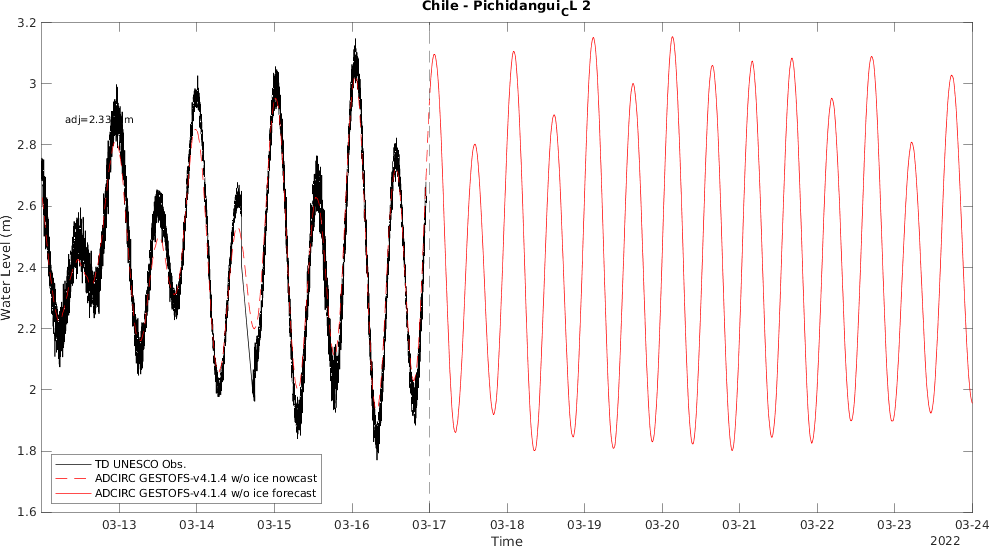 Chile - Pichidangui_CL 2
3.2
3
2.8
2.6
2.4
2.2
2
1.8
1.6
Water Level (m)
adj=2.33 m
TD UNESCO Obs.
ADCIRC GESTOFS-v4.1.4 w/o ice nowcast
ADCIRC GESTOFS-v4.1.4 w/o ice forecast
03-13 03-14 03-15 03-16 03-17 03-18 03-19 03-20 03-21 03-22 03-23 03-24
Time
2022